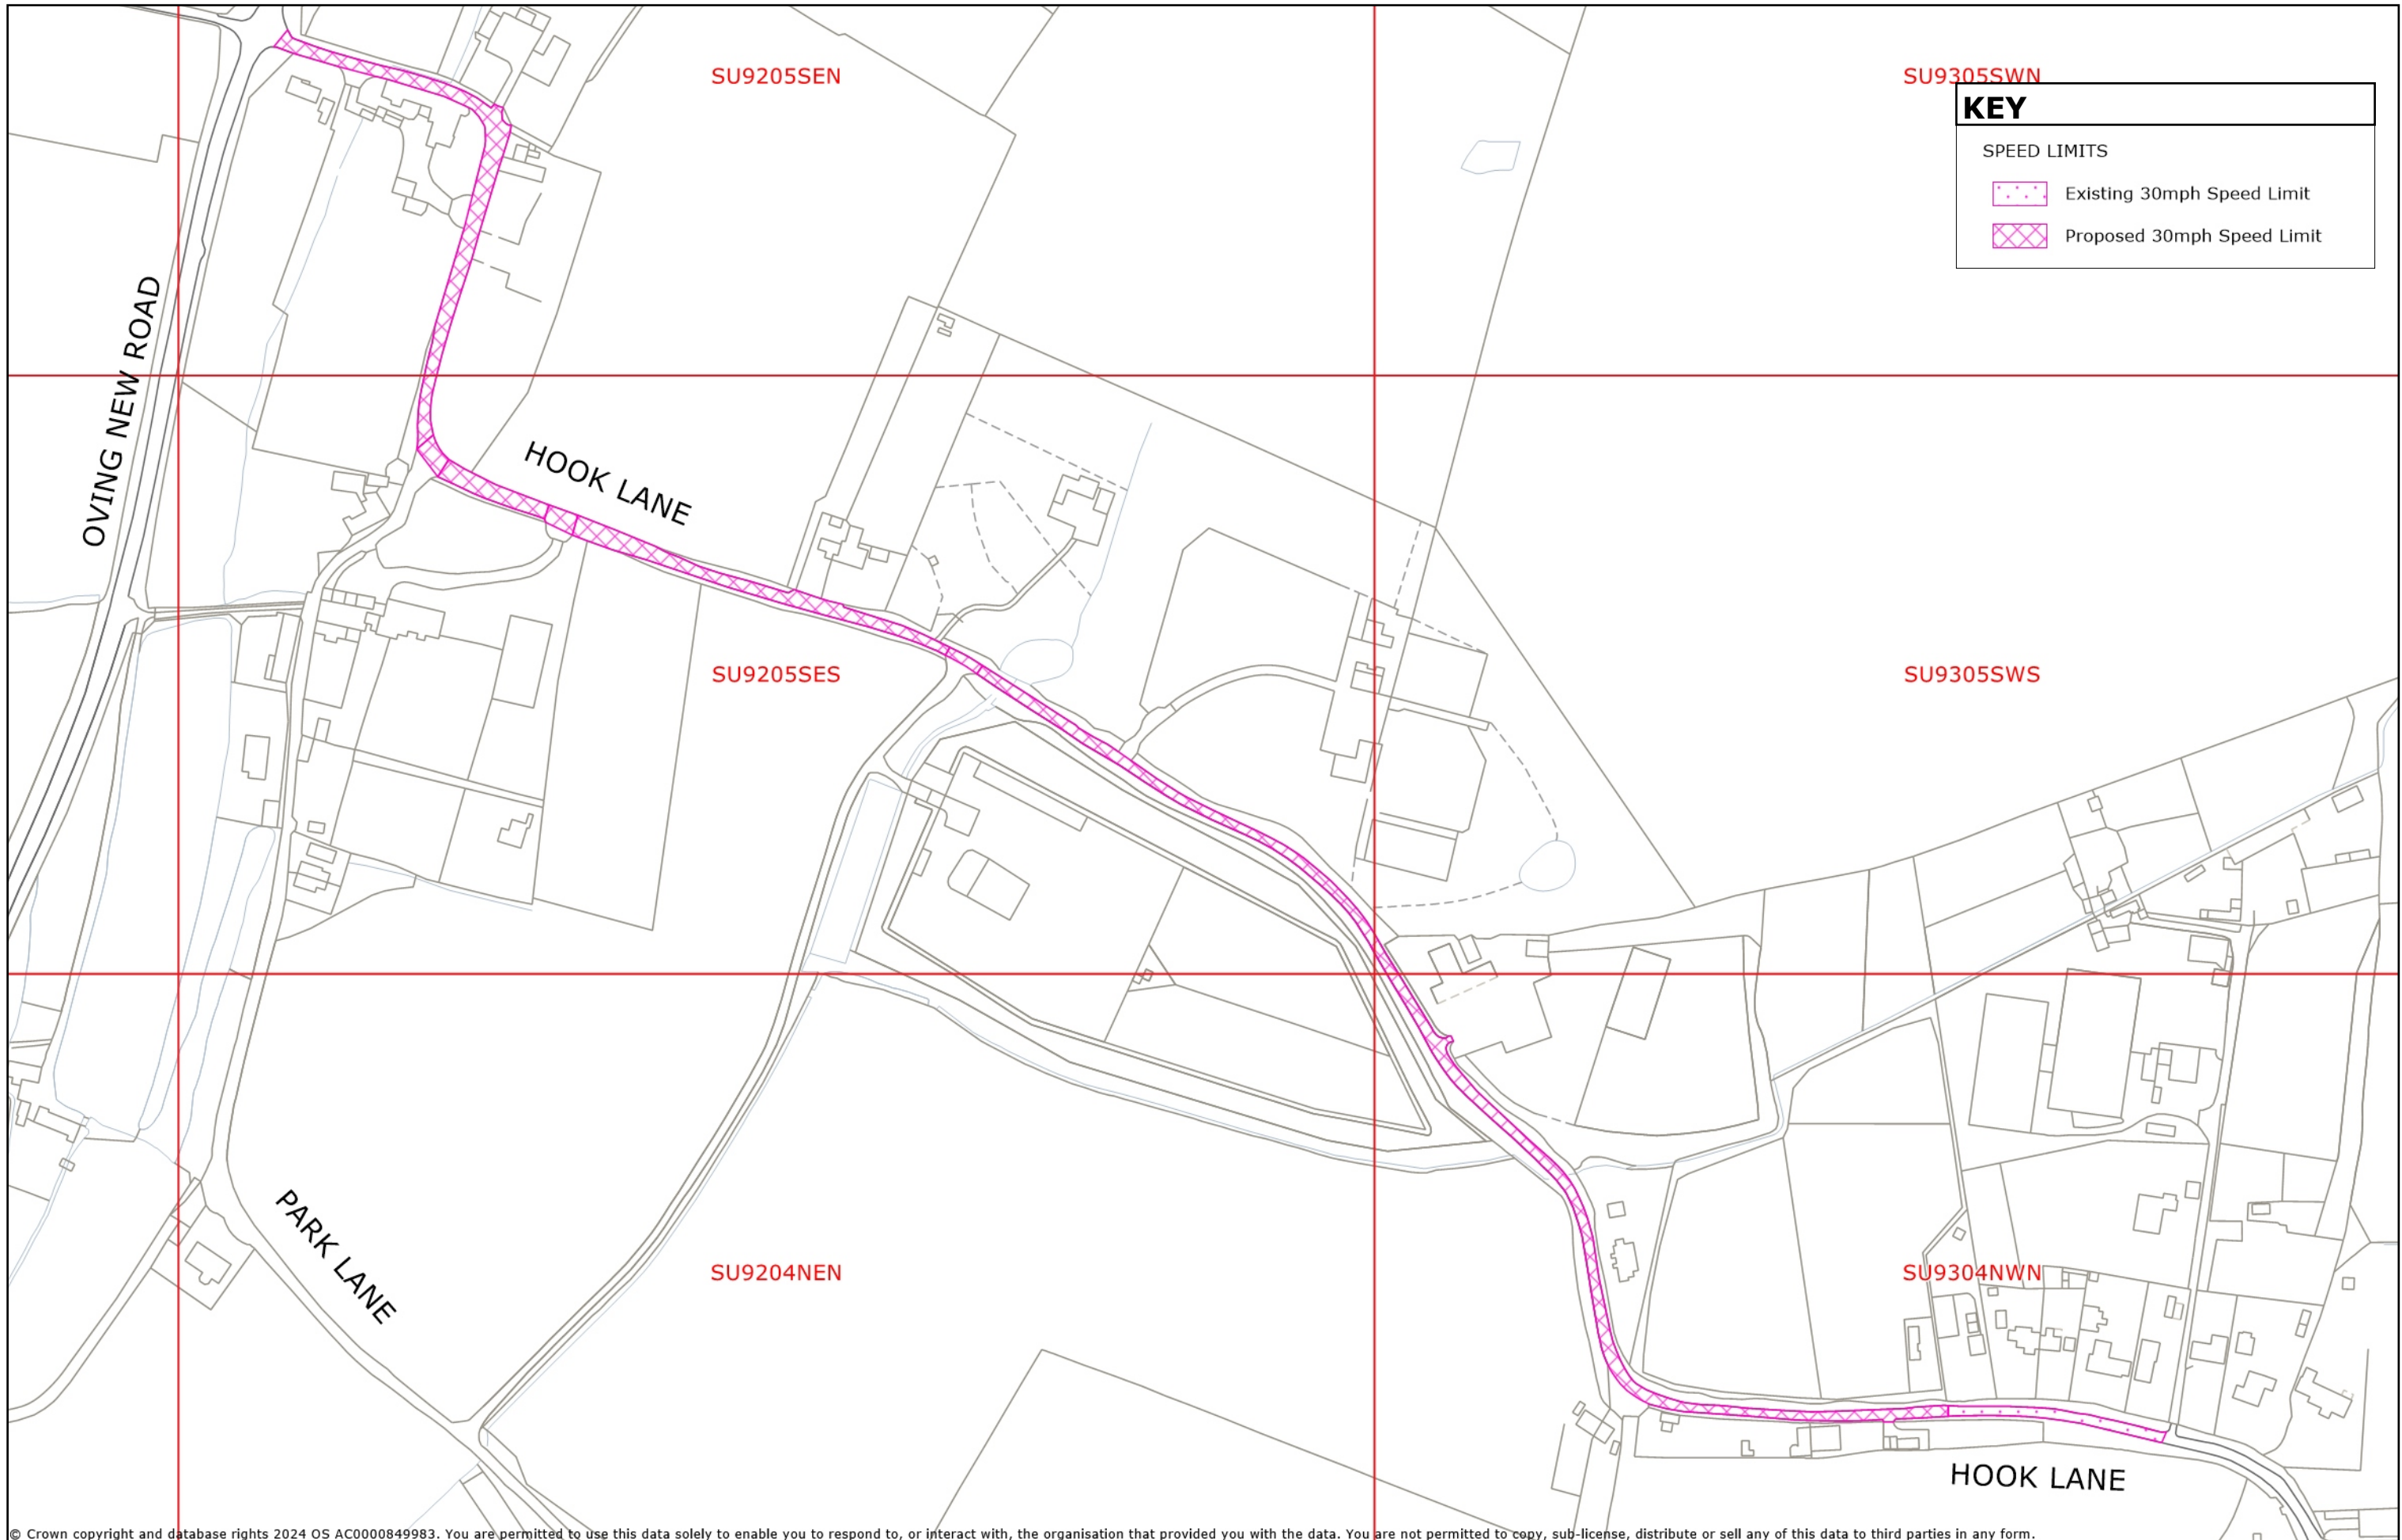 SU9205SEN
SU9305SWN
KEY
SPEED LIMITS
Existing 30mph Speed Limit
Proposed 30mph Speed Limit
OVING NEW ROAD
HOOK LANE
SU9205SES
SU9305SWS
PARK LANE
SU9204NEN
SU9304NWN
HOOK LANE
© Crown copyright and database rights 2024 OS AC0000849983. You are permitted to use this data solely to enable you to respond to, or interact with, the organisation that provided you with the data. You are not permitted to copy, sub-license, distribute or sell any of this data to third parties in any form.